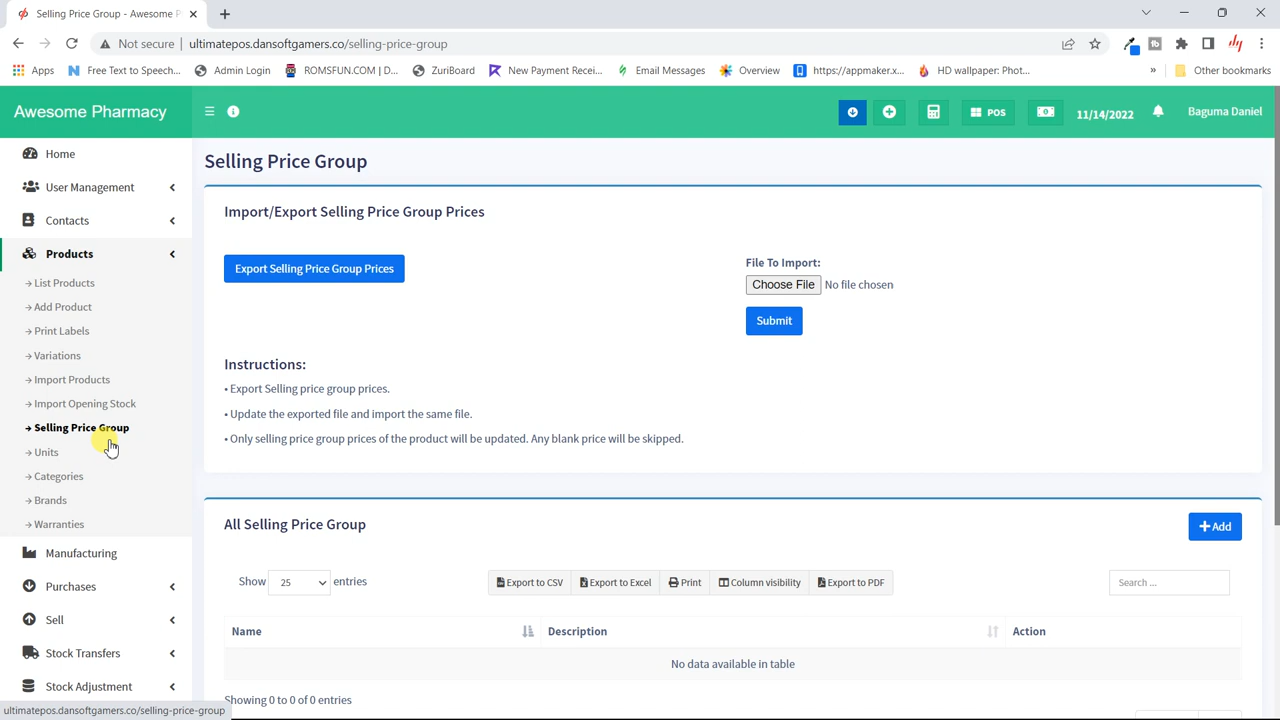 Selling Price Group - Awesome P
Not secure
ultimatepos.dansoftgamers.co/selling-price-group
Apps
Free Text to Speech...
Admin Login
ROMSFUN.COM | D...
ZuriBoard
New Payment Recei...
Email Messages
Overview
https://appmaker.x...
HD wallpaper: Phot...
»
Other bookmarks
Awesome Pharmacy
POS
11/14/2022
Baguma Daniel
Home
User Management
Contacts
Products
List Products
Add Product
Print Labels
Variations
Import Products
Import Opening Stock
Selling Price Group
Units
Categories
Brands
Warranties
Manufacturing
Purchases
Sell
Stock Transfers
Stock Adjustment
ultimatepos.dansoftgamers.co/selling-price-group
Selling Price Group
Import/Export Selling Price Group Prices
Export Selling Price Group Prices
File To Import:
Choose File No file chosen
Submit
Instructions:
• Export Selling price group prices.
• Update the exported file and import the same file.
• Only selling price group prices of the product will be updated. Any blank price will be skipped.
All Selling Price Group
Add
Show 25 entries
Export to CSV
Export to Excel
Print
Column visibility
Export to PDF
Search ...
Name
Description
Action
No data available in table
Showing 0 to 0 of 0 entries